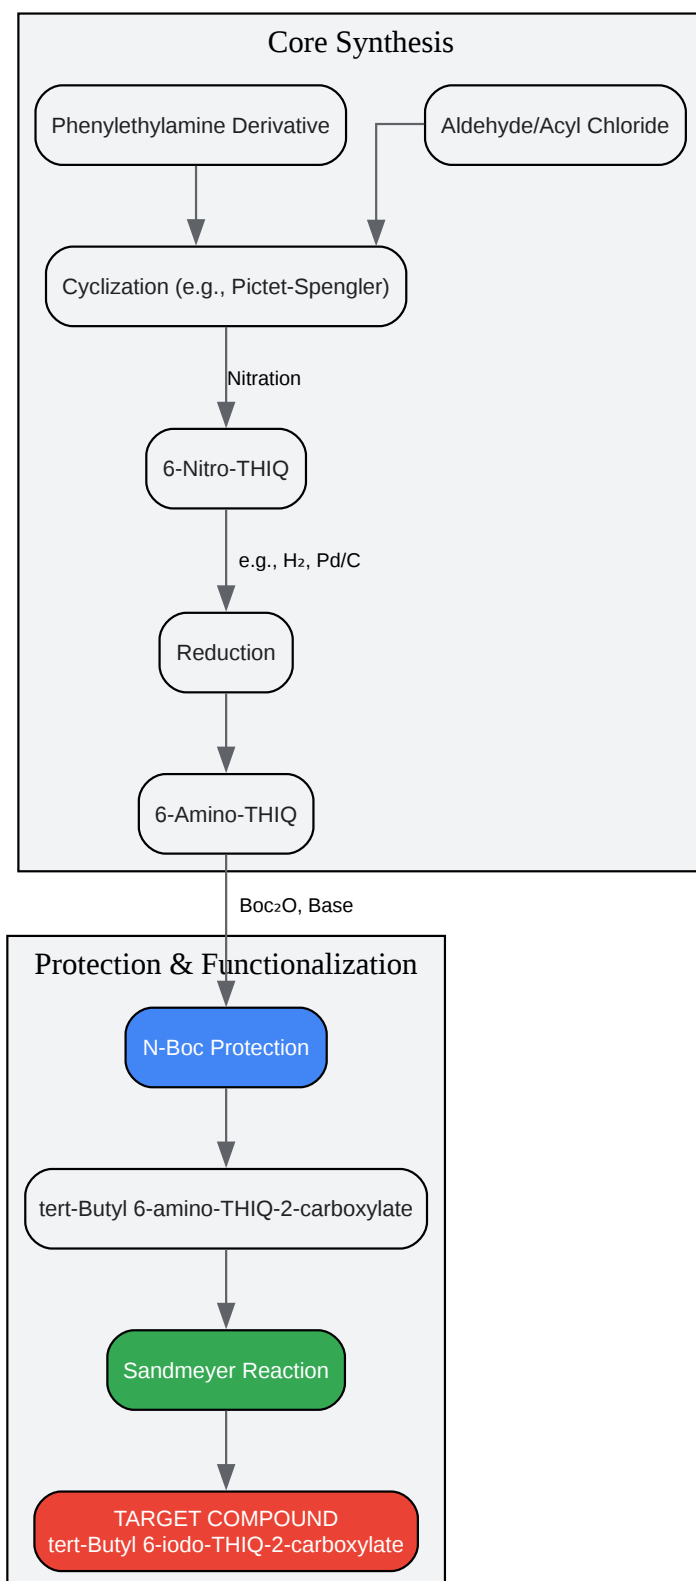 Core Synthesis
Phenylethylamine Derivative
Aldehyde/Acyl Chloride
Cyclization (e.g., Pictet-Spengler)
Nitration
6-Nitro-THIQ
e.g., H₂, Pd/C
Reduction
6-Amino-THIQ
Boc₂O, Base
Protection & Functionalization
N-Boc Protection
tert-Butyl 6-amino-THIQ-2-carboxylate
Sandmeyer Reaction
TARGET COMPOUND
tert-Butyl 6-iodo-THIQ-2-carboxylate